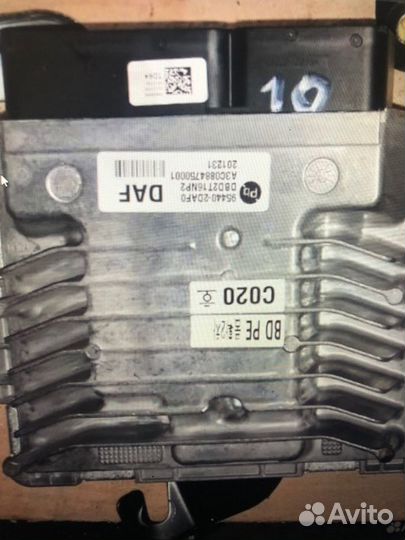 95440-2DAF0
DBD2T16NP2
A3C0884750001
201231
DAF
C020
BD PE
10
Avito